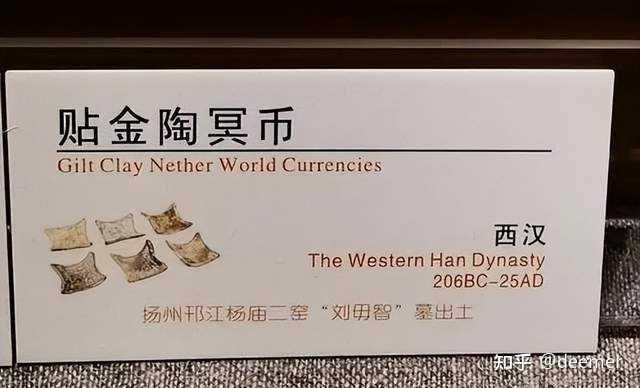 贴金陶冥币
Gilt Clay Nether World Currencies
西汉
The Western Han Dynasty
206BC-25AD
扬州邗江杨庙二窑“刘毋智”墓出土
知乎 @deemeh